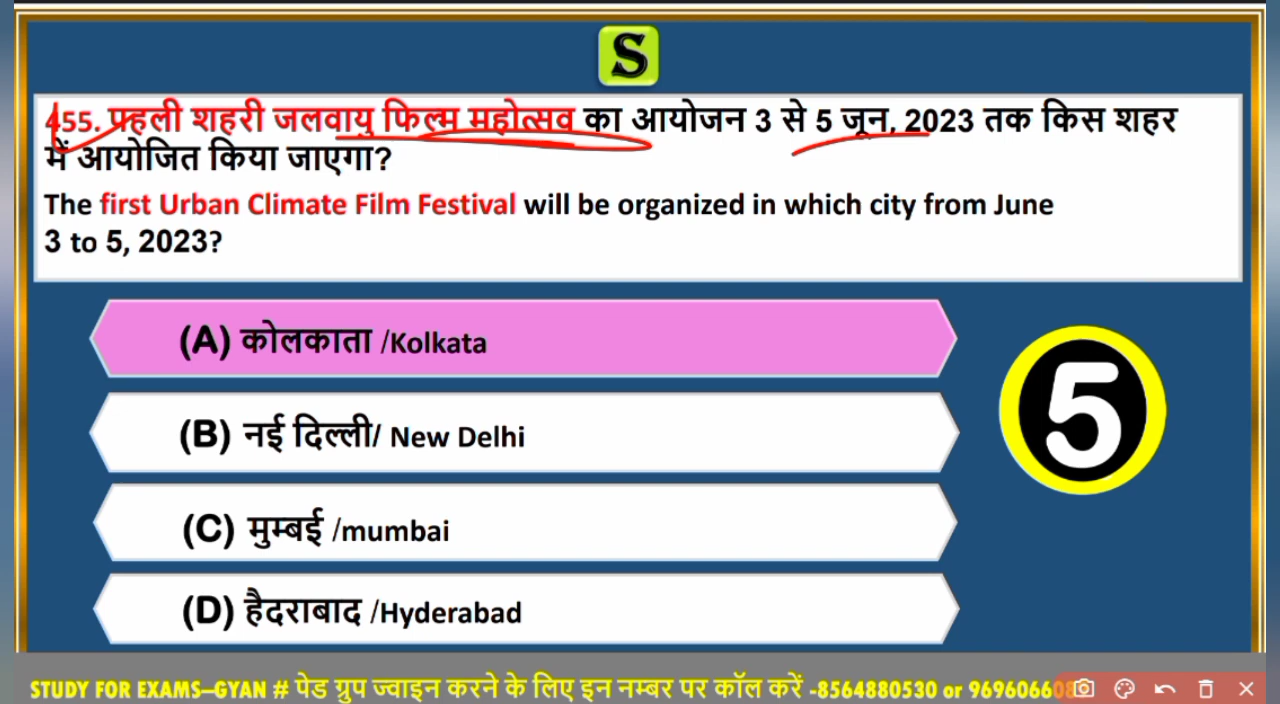 S
455. पहली शहरी जलवायु फिल्म महोत्सव का आयोजन 3 से 5 जून, 2023 तक किस शहर
में आयोजित किया जाएगा?
The first Urban Climate Film Festival will be organized in which city from June
3 to 5, 2023?
(A) कोलकाता /Kolkata
(B) नई दिल्ली/ New Delhi
(C) मुम्बई /mumbai
(D) हैदराबाद /Hyderabad
5
STUDY FOR EXAMS–GYAN # पेड ग्रुप ज्वाइन करने के लिए इन नम्बर पर कॉल करें -8564880530 or